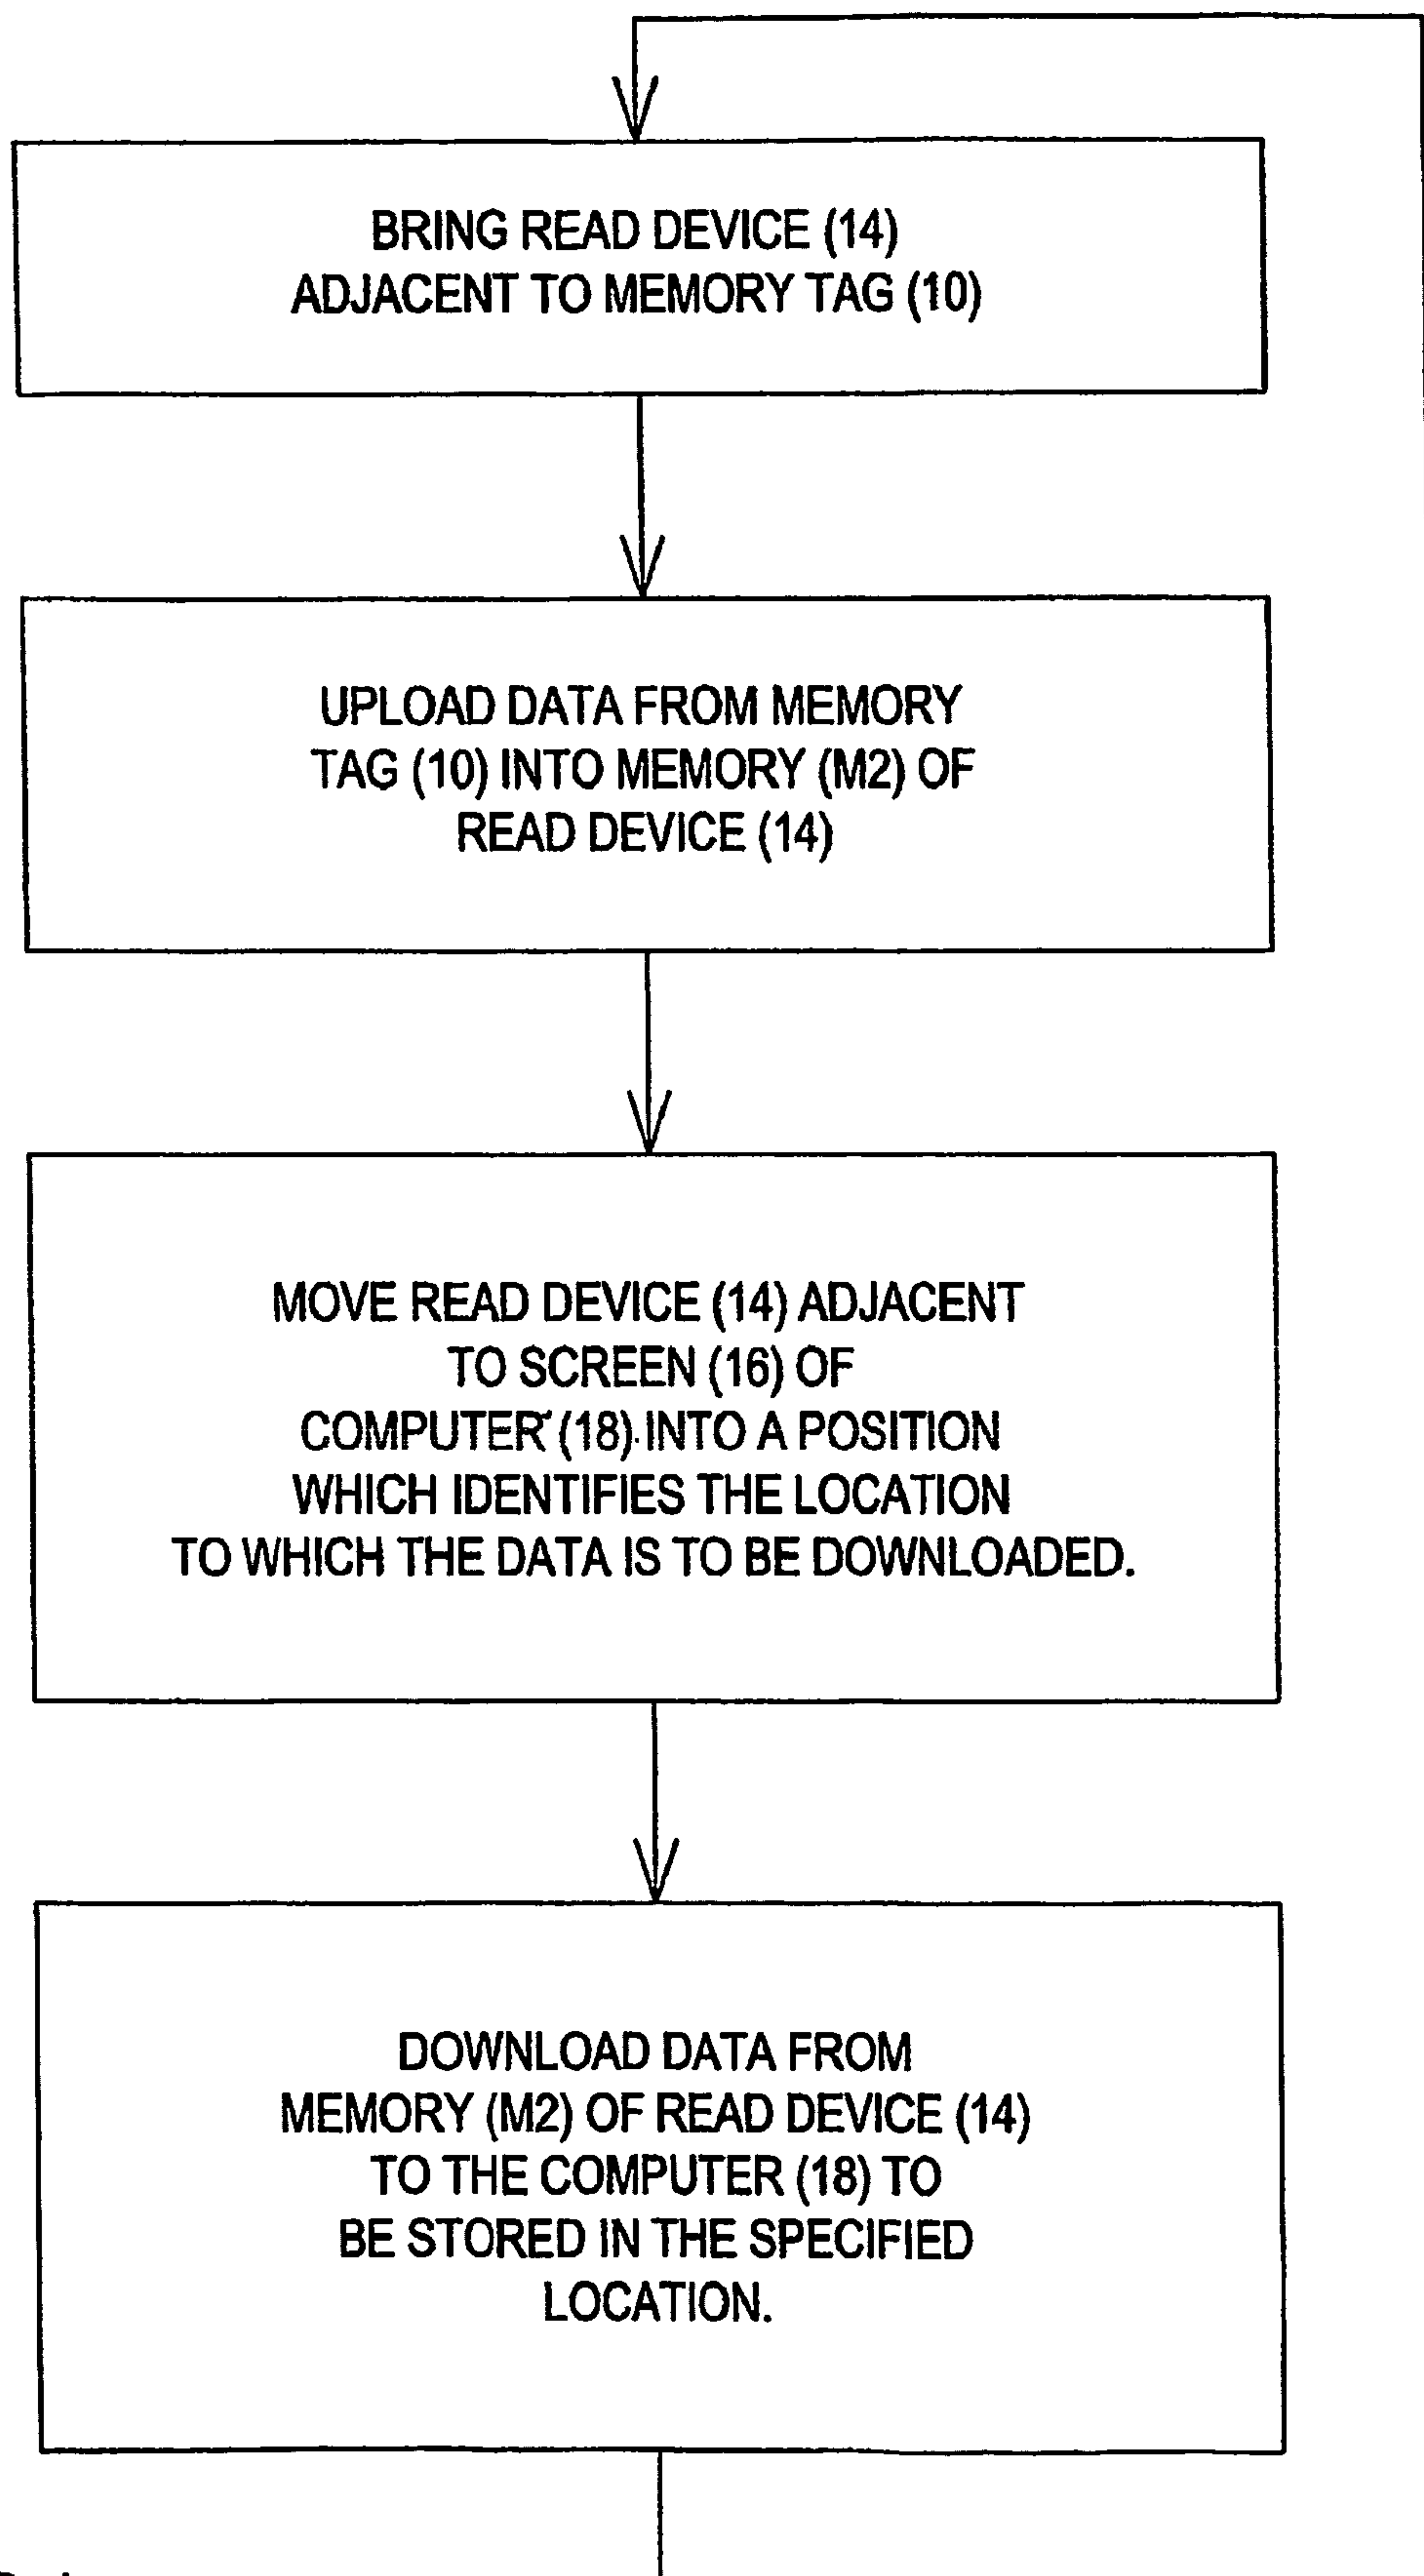 BRING READ DEVICE (14)
ADJACENT TO MEMORY TAG (10)
UPLOAD DATA FROM MEMORY
TAG (10) INTO MEMORY (M2) OF
READ DEVICE (14)
MOVE READ DEVICE (14) ADJACENT
TO SCREEN (16) OF
COMPUTER (18) INTO A POSITION
WHICH IDENTIFIES THE LOCATION
TO WHICH THE DATA IS TO BE DOWNLOADED.
DOWNLOAD DATA FROM
MEMORY (M2) OF READ DEVICE (14)
TO THE COMPUTER (18) TO
BE STORED IN THE SPECIFIED
LOCATION.